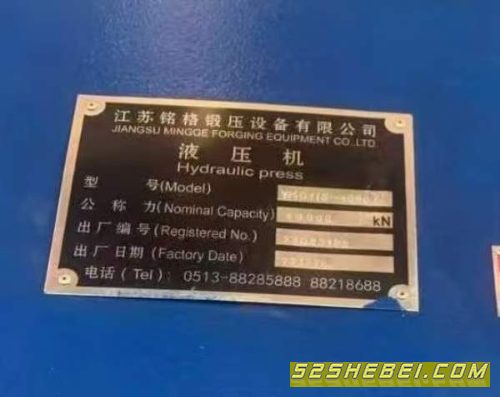 江苏铭格锻压设备有限公司
JIANGSU MINGGE FORGING EQUIPMENT CO.,LTD
液压机
Hydraulic press
型 号(Model)
公 称 力(Nominal Capacity) kN
出 厂 编 号(Registered No.)
出 厂 日 期 (Factory Date)
电话 (Tel): 0513-88285888 88218688
52SHEBEI.COM